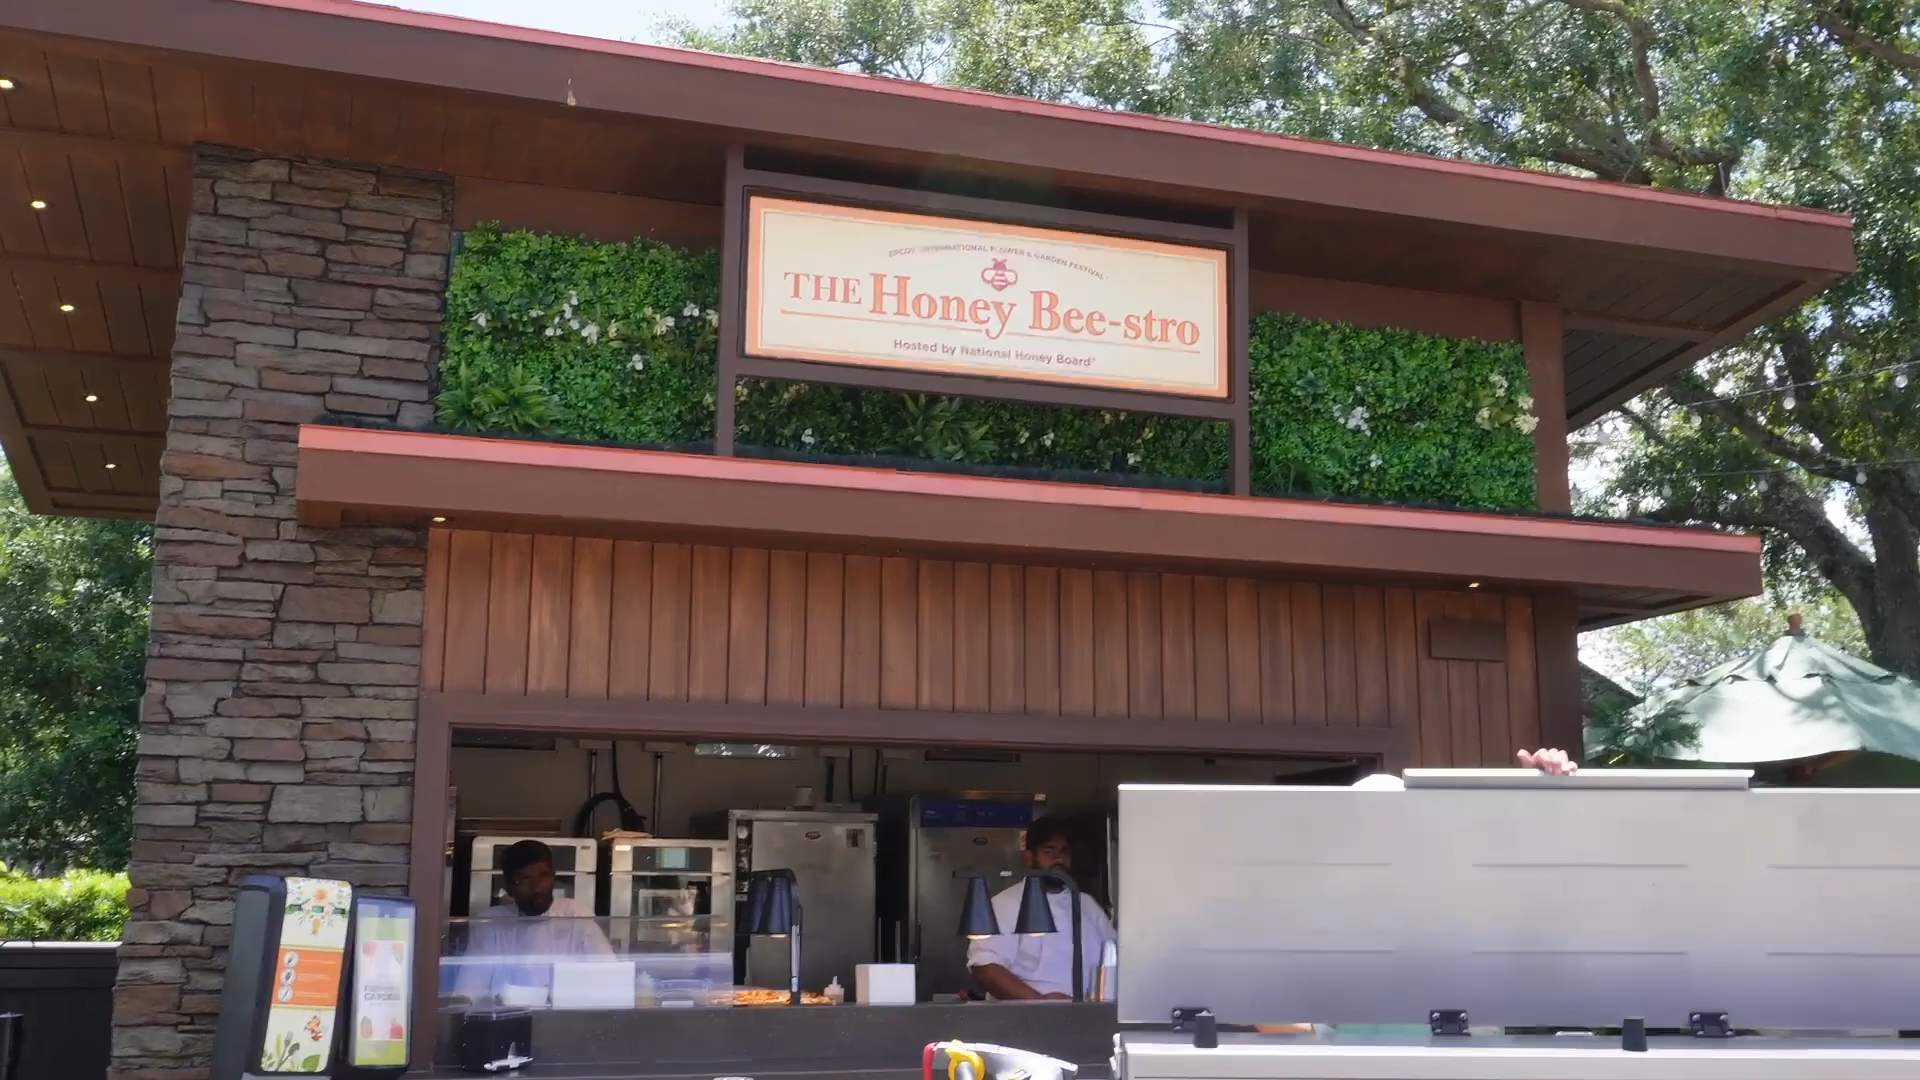 EPCOT INTERNATIONAL FLOWER & GARDEN FESTIVAL
THE Honey Bee-stro
Hosted by National Honey Board®